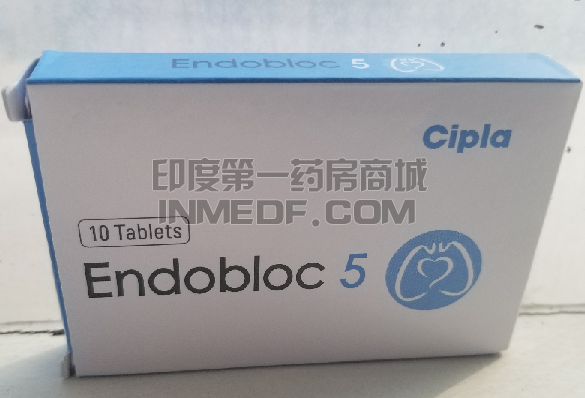 Endobloc 5
Cipla
印度第一药房商城
INMEDF.COM
10 Tablets
Endobloc 5